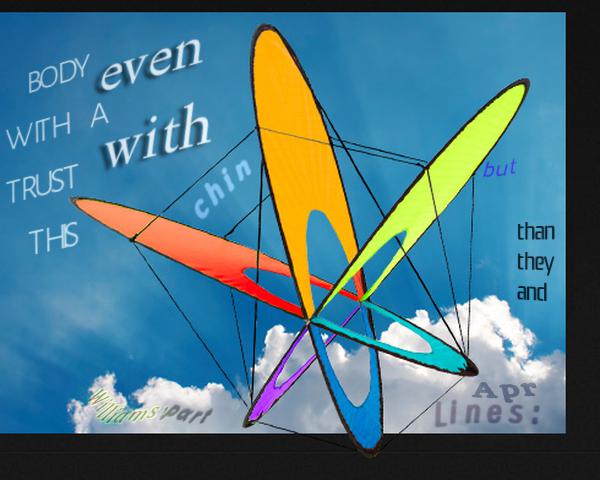 BODY
WITH A
TRUST
THIS
even
with
chin
but
than
they
and
Williams' part
Apr
Lines: